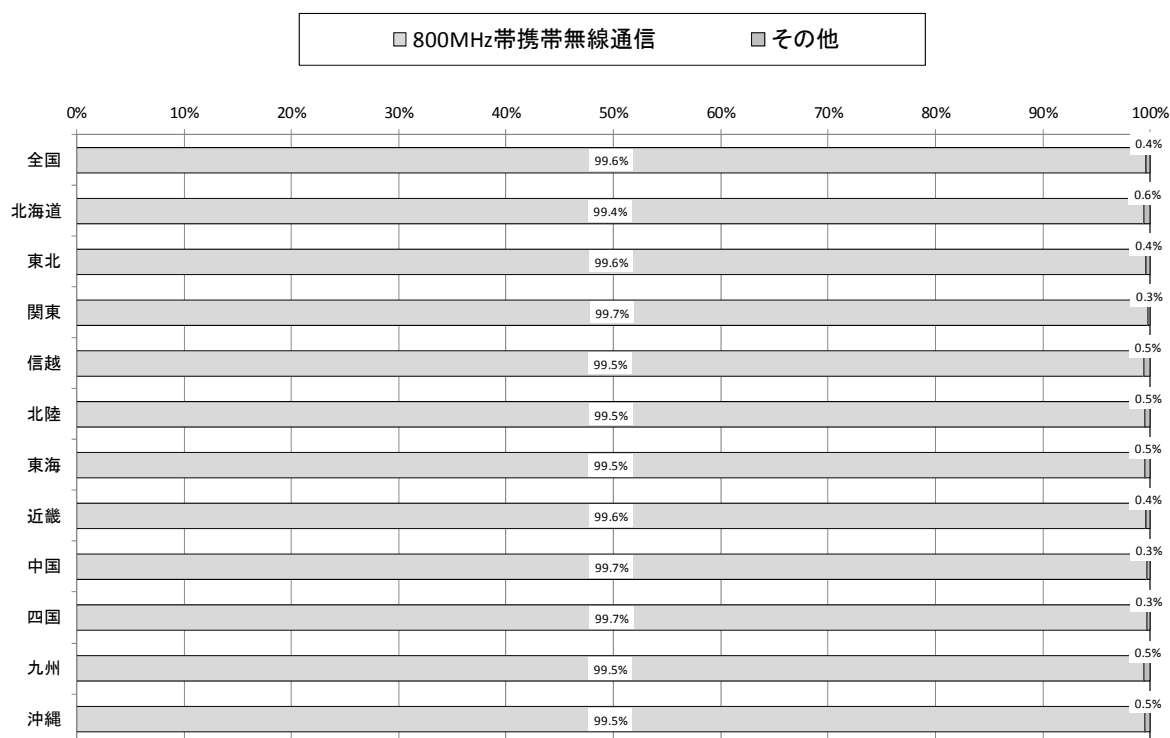 800MHz帯携帯無線通信 その他
0% 10% 20% 30% 40% 50% 60% 70% 80% 90% 100%
全国 99.6% 0.4%
北海道 99.4% 0.6%
東北 99.6% 0.4%
関東 99.7% 0.3%
信越 99.5% 0.5%
北陸 99.5% 0.5%
東海 99.5% 0.5%
近畿 99.6% 0.4%
中国 99.7% 0.3%
四国 99.7% 0.3%
九州 99.5% 0.5%
沖縄 99.5% 0.5%